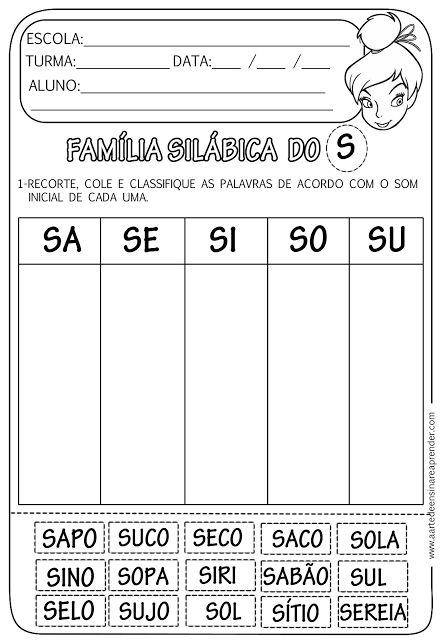 ESCOLA:
TURMA: DATA: / /
ALUNO:
FAMÍLIA SILÁBICA DO S
1-RECORTE, COLE E CLASSIFIQUE AS PALAVRAS DE ACORDO COM O SOM
INICIAL DE CADA UMA.
SA SE SI SO SU
SAPO SUCO SECO SACO SOLA
SINO SOPA SIRI SABÃO SUL
SELO SUJO SOL SÍTIO SEREIA
www.aartedeensinareaprender.com